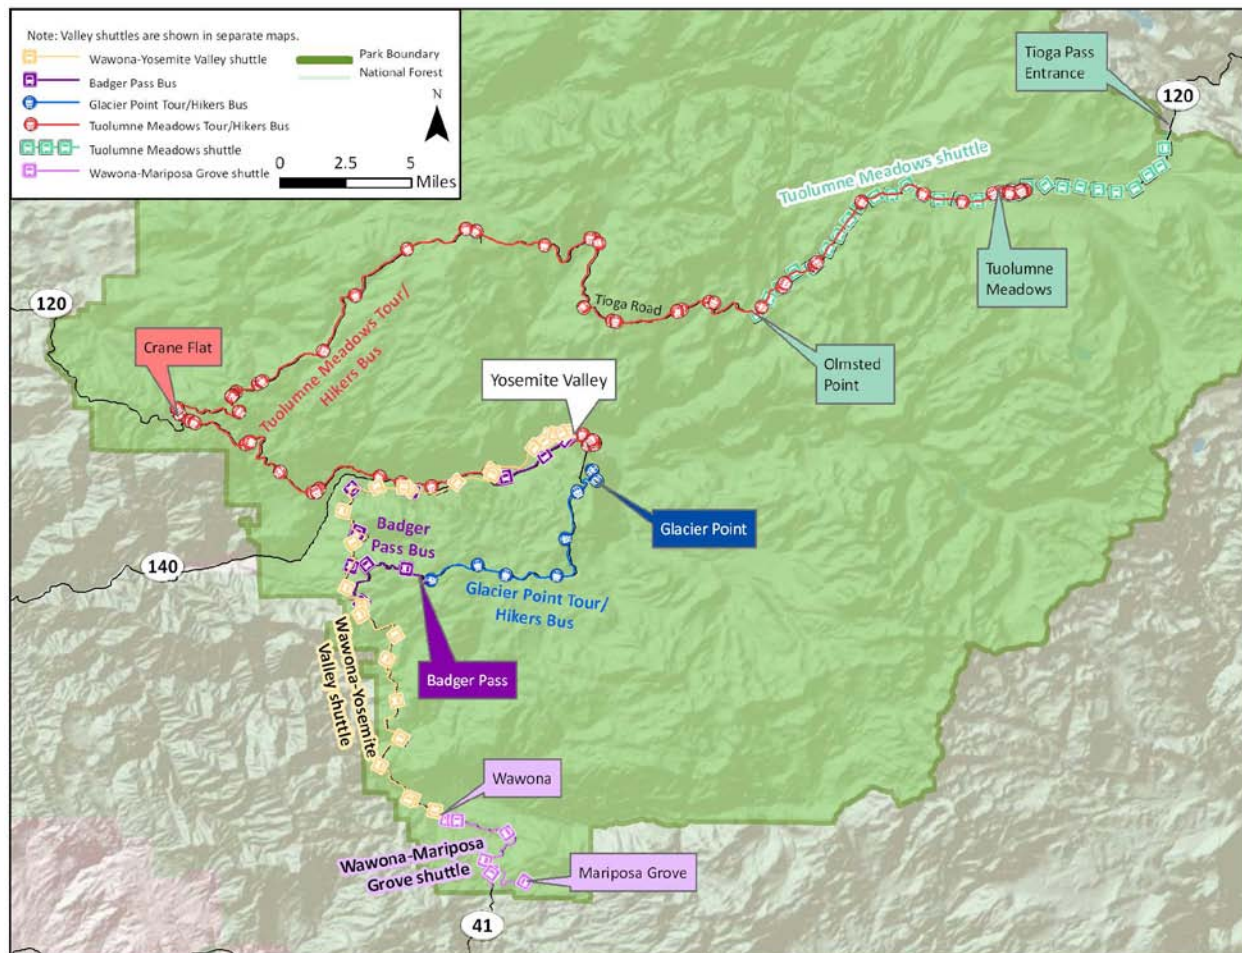 Note: Valley shuttles are shown in separate maps.
Wawona-Yosemite Valley shuttle
Badger Pass Bus
Glacier Point Tour/Hikers Bus
Tuolumne Meadows Tour/Hikers Bus
Tuolumne Meadows shuttle
Wawona-Mariposa Grove shuttle
Park Boundary
National Forest
N
0 2.5 5
Miles
Tioga Pass
Entrance
120
Tuolumne Meadows shuttle
Tuolumne
Meadows
120
Tioga Road
Crane Flat
Tuolumne Meadows Tour/
Hikers Bus
Olmsted
Point
Yosemite Valley
Glacier Point
Badger
Pass Bus
140
Glacier Point Tour/
Hikers Bus
Wawona-Yosemite
Valley shuttle
Badger Pass
Wawona
Wawona-Mariposa
Grove shuttle
Mariposa Grove
41